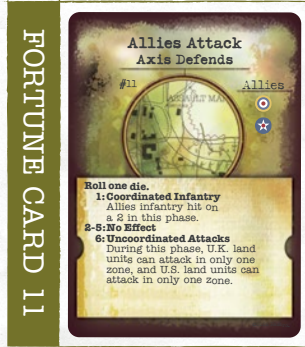 FORTUNE CARD 11
Allies Attack
Axis Defends
#11
Allies
ASSAULT MAP
Roll one die.
1: Coordinated Infantry
Allies infantry hit on
a 2 in this phase.
2-5: No Effect
6: Uncoordinated Attacks
During this phase, U.K. land
units can attack in only one
zone, and U.S. land units can
attack in only one zone.